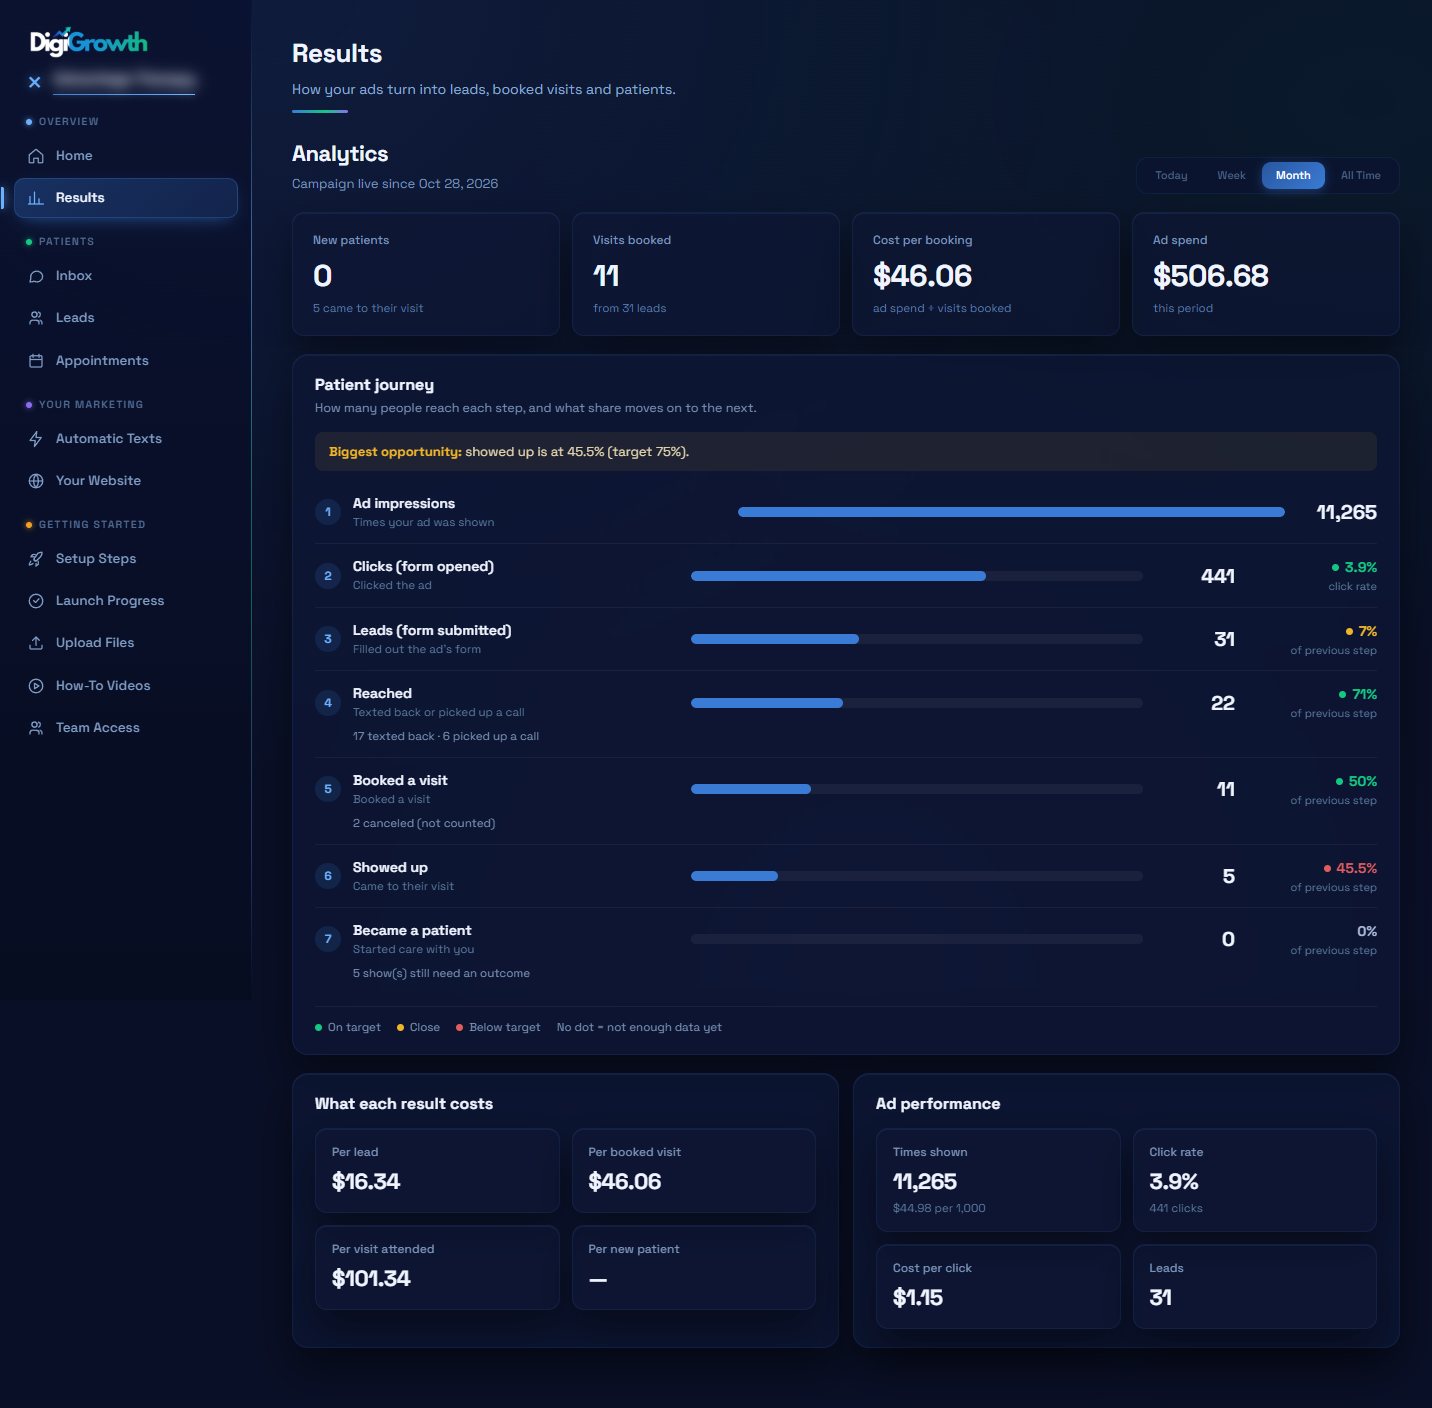 DigiGrowth
OVERVIEW
Home
Results
PATIENTS
Inbox
Leads
Appointments
YOUR MARKETING
Automatic Texts
Your Website
GETTING STARTED
Setup Steps
Launch Progress
Upload Files
How-To Videos
Team Access
Results
How your ads turn into leads, booked visits and patients.
Analytics
Campaign live since Oct 28, 2026
Today Week Month All Time
New patients
0
5 came to their visit
Visits booked
11
from 31 leads
Cost per booking
$46.06
ad spend ÷ visits booked
Ad spend
$506.68
this period
Patient journey
How many people reach each step, and what share moves on to the next.
Biggest opportunity: showed up is at 45.5% (target 75%).
1 Ad impressions 11,265
Times your ad was shown
2 Clicks (form opened) 441 3.9%
Clicked the ad click rate
3 Leads (form submitted) 31 7%
Filled out the ad's form of previous step
4 Reached 22 71%
Texted back or picked up a call of previous step
17 texted back · 6 picked up a call
5 Booked a visit 11 50%
Booked a visit of previous step
2 canceled (not counted)
6 Showed up 5 45.5%
Came to their visit of previous step
7 Became a patient 0 0%
Started care with you of previous step
5 show(s) still need an outcome
On target Close Below target No dot = not enough data yet
What each result costs
Per lead
$16.34
Per booked visit
$46.06
Per visit attended
$101.34
Per new patient
—
Ad performance
Times shown
11,265
$44.98 per 1,000
Click rate
3.9%
441 clicks
Cost per click
$1.15
Leads
31